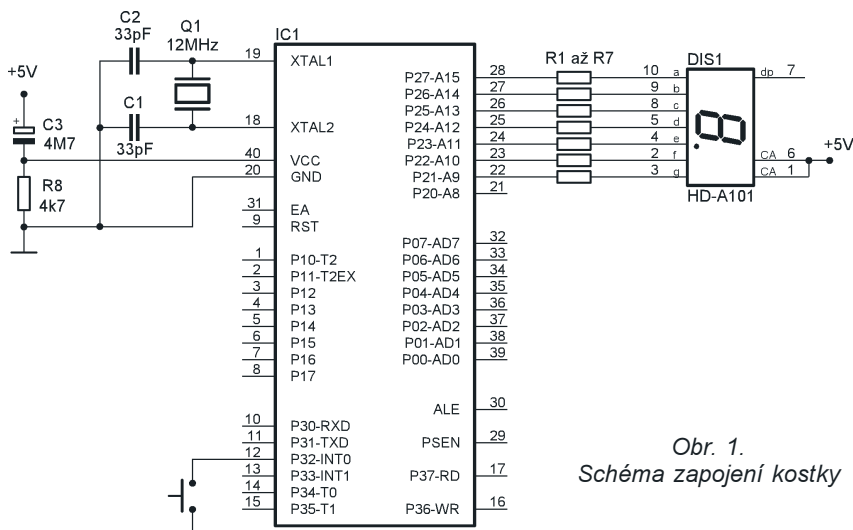 C2
33pF
Q1
12MHz
IC1
+5V
+
C3
4M7
C1
33pF
R8
4k7
19 XTAL1
18 XTAL2
40 VCC
20 GND
31 EA
9 RST
1 P10-T2
2 P11-T2EX
3 P12
4 P13
5 P14
6 P15
7 P16
8 P17
10 P30-RXD
11 P31-TXD
12 P32-INT0
13 P33-INT1
14 P34-T0
15 P35-T1
P27-A15 28
P26-A14 27
P25-A13 26
P24-A12 25
P23-A11 24
P22-A10 23
P21-A9 22
P20-A8 21
P07-AD7 32
P06-AD6 33
P05-AD5 34
P04-AD4 35
P03-AD3 36
P02-AD2 37
P01-AD1 38
P00-AD0 39
ALE 30
PSEN 29
P37-RD 17
P36-WR 16
R1 až R7
DIS1
10 a
9 b
8 c
5 d
4 e
2 f
3 g
dp 7
CA 6
CA 1
+5V
HD-A101
Obr. 1.
Schéma zapojení kostky